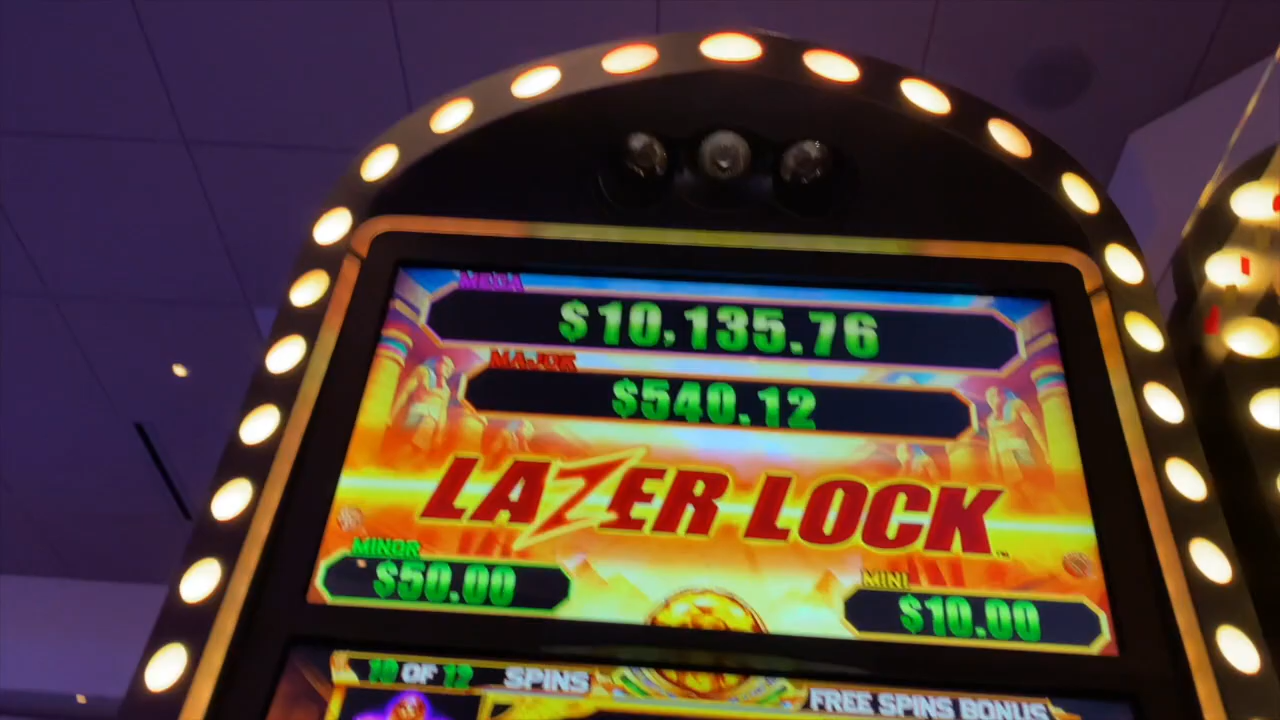 MEGA
$10,135.76
MAJOR
$540.12
LAZER LOCK™
MINOR
$50.00
MINI
$10.00
10 OF 12 SPINS
FREE SPINS BONUS